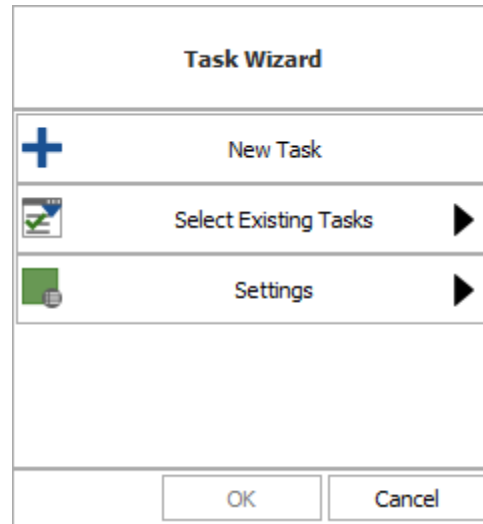 Task Wizard
New Task
Select Existing Tasks
Settings
OK
Cancel